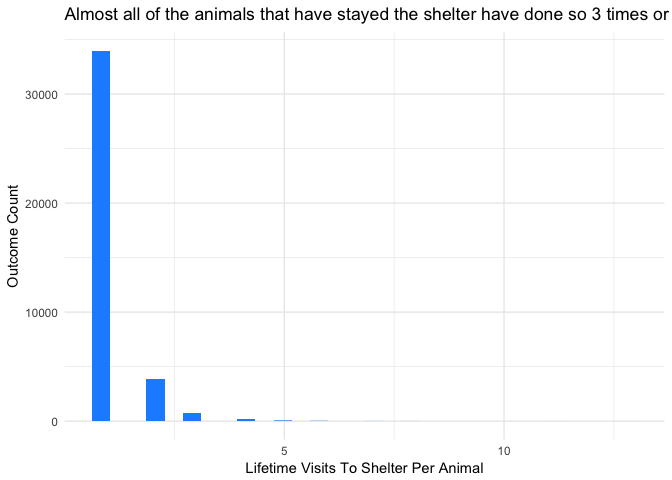 Almost all of the animals that have stayed the shelter have done so 3 times or
30000
20000
10000
0
Outcome Count
5 10
Lifetime Visits To Shelter Per Animal